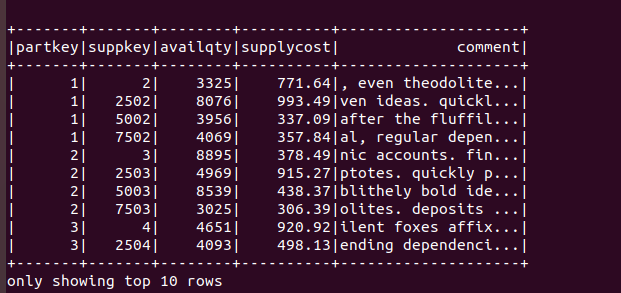 +-------+-------+--------+----------+--------------------+
|partkey|suppkey|availqty|supplycost|             comment|
+-------+-------+--------+----------+--------------------+
|      1|      2|    3325|    771.64|, even theodolite...|
|      1|   2502|    8076|    993.49|ven ideas. quickl...|
|      1|   5002|    3956|    337.09|after the fluffil...|
|      1|   7502|    4069|    357.84|al, regular depen...|
|      2|      3|    8895|    378.49|nic accounts. fin...|
|      2|   2503|    4969|    915.27|ptotes. quickly p...|
|      2|   5003|    8539|    438.37|blithely bold ide...|
|      2|   7503|    3025|    306.39|olites. deposits ...|
|      3|      4|    4651|    920.92|ilent foxes affix...|
|      3|   2504|    4093|    498.13|ending dependenci...|
+-------+-------+--------+----------+--------------------+
only showing top 10 rows